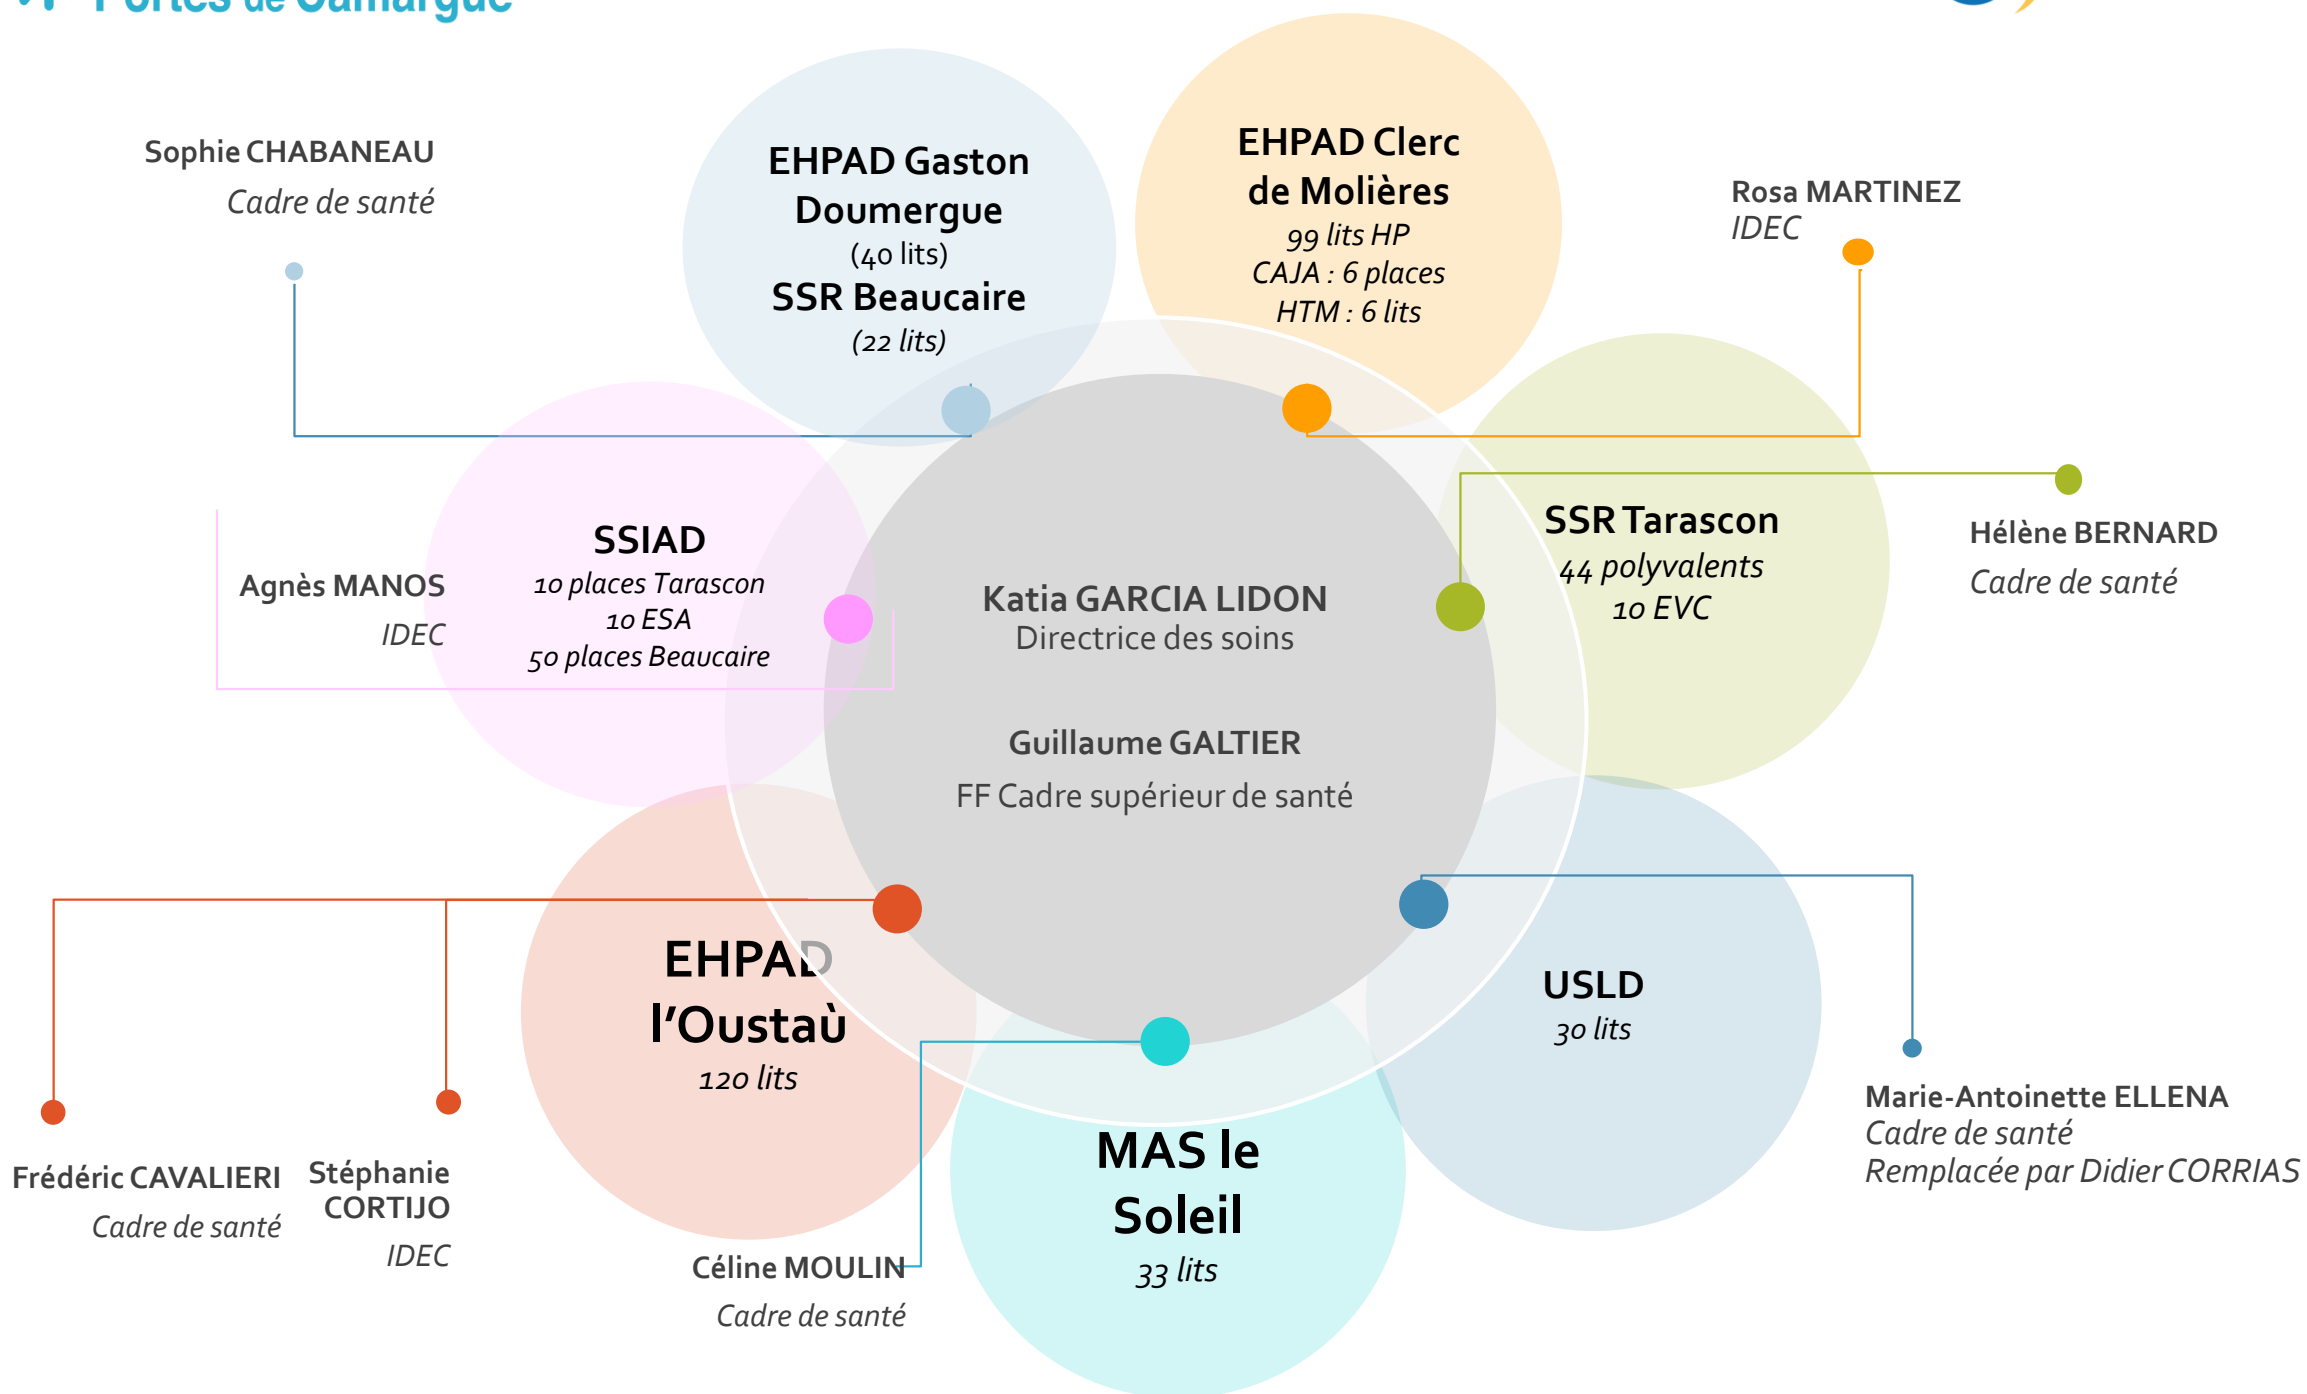 Portes de Camargue
Sophie CHABANEAU
Cadre de santé
EHPAD Gaston
Doumergue
(40 lits)
SSR Beaucaire
(22 lits)
EHPAD Clerc
de Molières
99 lits HP
CAJA : 6 places
HTM : 6 lits
Rosa MARTINEZ
IDEC
SSIAD
10 places Tarascon
10 ESA
50 places Beaucaire
Agnès MANOS
IDEC
Katia GARCIA LIDON
Directrice des soins
Guillaume GALTIER
FF Cadre supérieur de santé
SSR Tarascon
44 polyvalents
10 EVC
Hélène BERNARD
Cadre de santé
EHPAD
l’Oustaù
120 lits
USLD
30 lits
MAS le
Soleil
33 lits
Frédéric CAVALIERI
Cadre de santé
Stéphanie
CORTIJO
IDEC
Céline MOULIN
Cadre de santé
Marie-Antoinette ELLENA
Cadre de santé
Remplacée par Didier CORRIAS